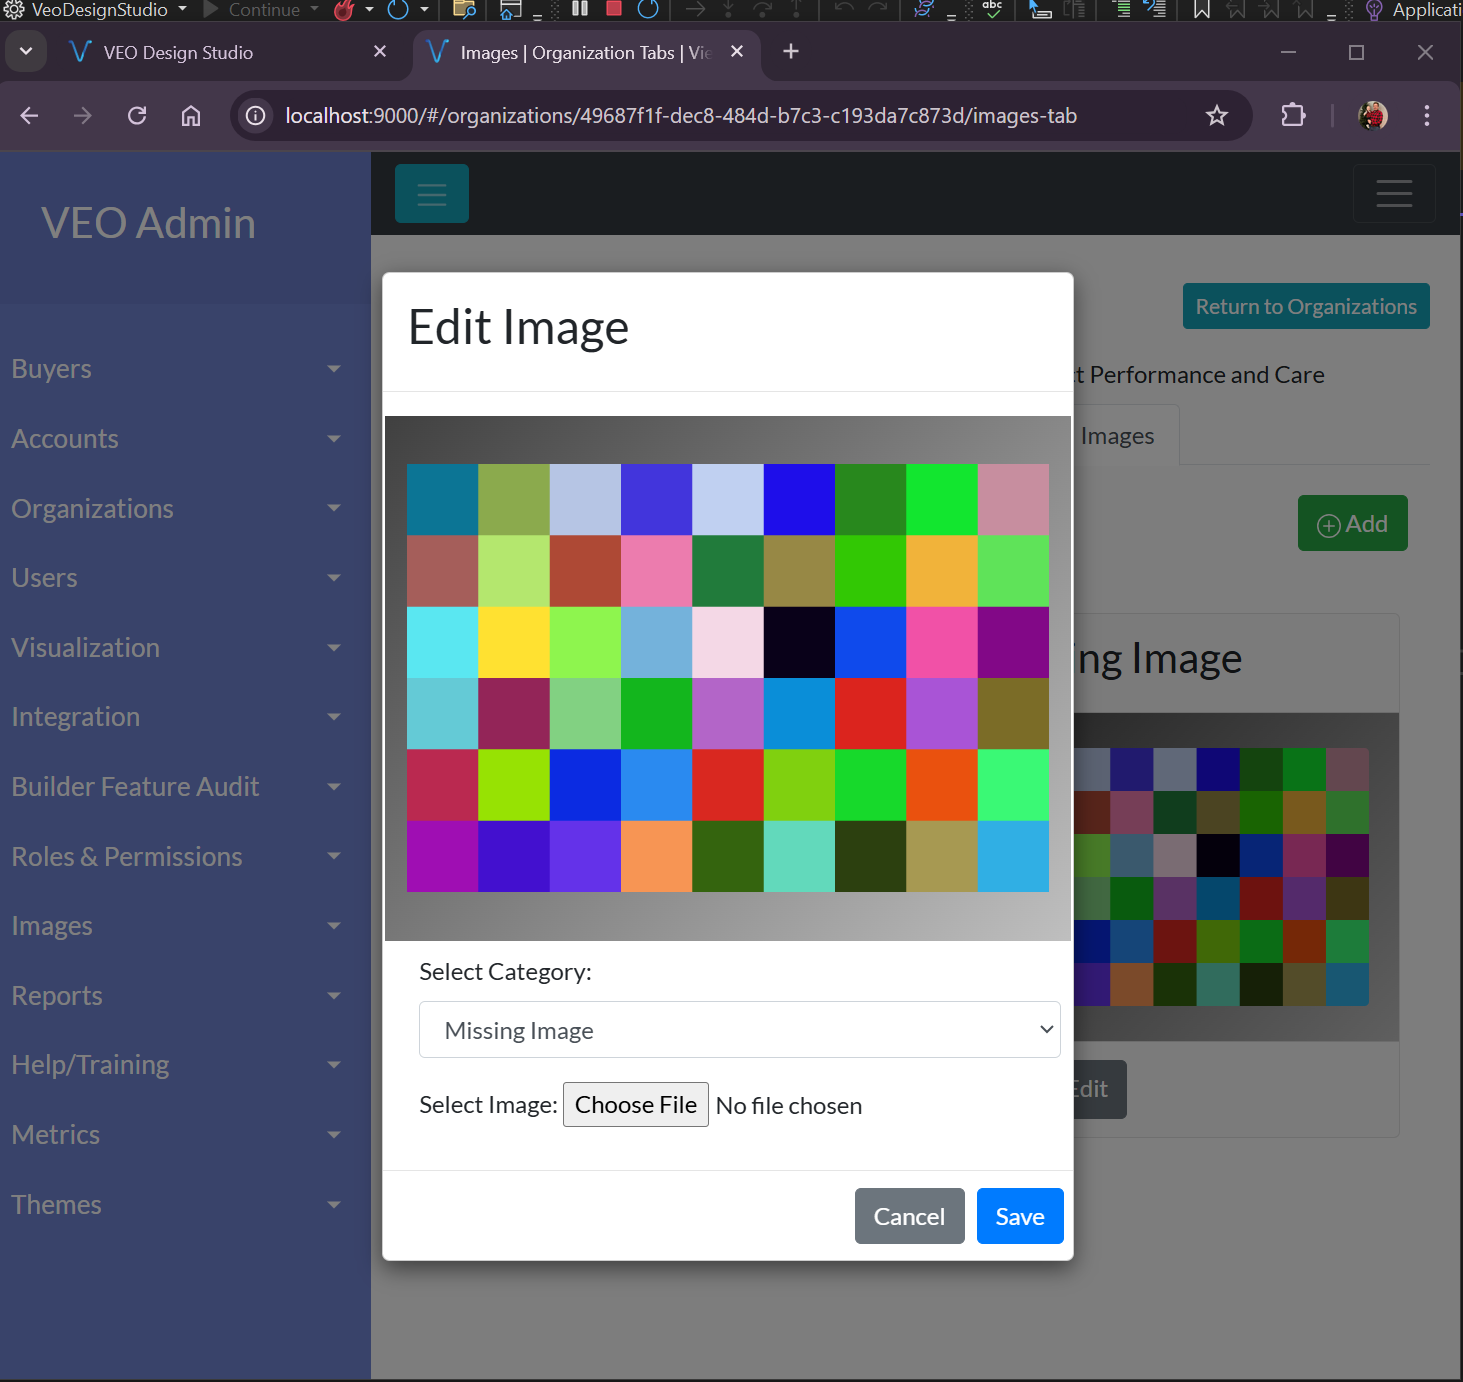 VeoDesignStudio Continue abc Applicati
VEO Design Studio Images | Organization Tabs | Vie
localhost:9000/#/organizations/49687f1f-dec8-484d-b7c3-c193da7c873d/images-tab
VEO Admin
Edit Image
Return to Organizations
t Performance and Care
Buyers
Images
Accounts
Organizations
Add
Users
Visualization
ng Image
Integration
Builder Feature Audit
Roles & Permissions
Images
Reports
Help/Training
Metrics
Themes
Select Category:
Missing Image
Select Image: Choose File No file chosen
Edit
Cancel Save